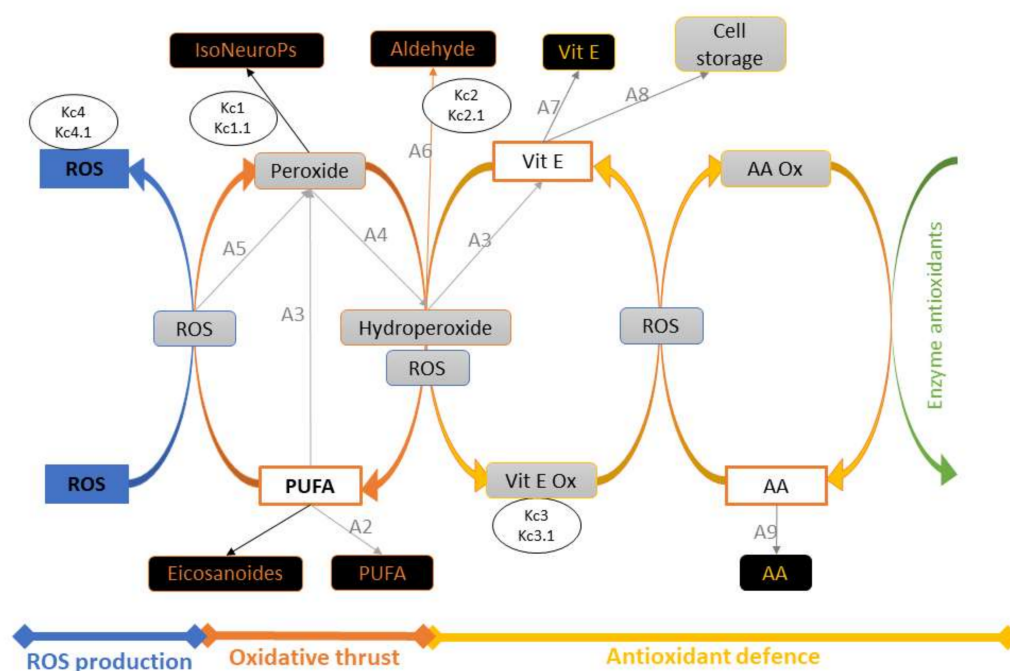 IsoNeuroPs
Aldehyde
Vit E
Cell
storage
Kc4
Kc4.1
Kc1
Kc1.1
Kc2
Kc2.1
A7
A8
ROS
Peroxide
A6
Vit E
AA Ox
A5
A4
A3
A3
ROS
Hydroperoxide
ROS
ROS
Enzyme antioxidants
ROS
PUFA
Vit E Ox
AA
Kc3
Kc3.1
A2
A9
Eicosanoides
PUFA
AA
ROS production
Oxidative thrust
Antioxidant defence